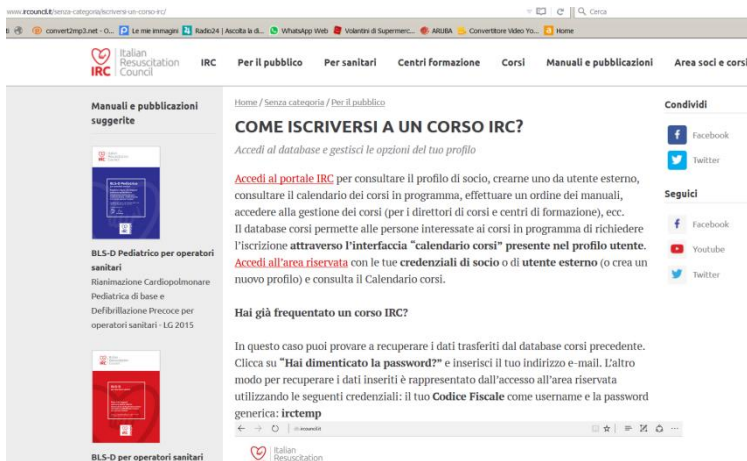 www.ircouncil.it/senza-categoria/iscriversi-un-corso-irc/
Cerca
convert2mp3.net - O...
Le mie immagini
Radio24 | Ascolta la di...
WhatsApp Web
Volantini di Supermerc...
ARUBA
Convertitore Video Yo...
Home
Italian
Resuscitation
IRC Council
IRC
Per il pubblico
Per sanitari
Centri formazione
Corsi
Manuali e pubblicazioni
Area soci e corsi
Manuali e pubblicazioni
suggerite
BLS-D Pediatrico per operatori
sanitari
Rianimazione Cardiopolmonare
Pediatrica di base e
Defibrillazione Precoce per
operatori sanitari - LG 2015
BLS-D per operatori sanitari
Home / Senza categoria / Per il pubblico
COME ISCRIVERSI A UN CORSO IRC?
Accedi al database e gestisci le opzioni del tuo profilo
Accedi al portale IRC per consultare il profilo di socio, crearne uno da utente esterno,
consultare il calendario dei corsi in programma, effettuare un ordine dei manuali,
accedere alla gestione dei corsi (per i direttori di corsi e centri di formazione), ecc.
Il database corsi permette alle persone interessate ai corsi in programma di richiedere
l'iscrizione attraverso l'interfaccia “calendario corsi” presente nel profilo utente.
Accedi all'area riservata con le tue credenziali di socio o di utente esterno (o crea un
nuovo profilo) e consulta il Calendario corsi.
Hai già frequentato un corso IRC?
In questo caso puoi provare a recuperare i dati trasferiti dal database corsi precedente.
Clicca su “Hai dimenticato la password?” e inserisci il tuo indirizzo e-mail. L'altro
modo per recuperare i dati inseriti è rappresentato dall'accesso all'area riservata
utilizzando le seguenti credenziali: il tuo Codice Fiscale come username e la password
generica: irctemp
ircouncil.it
Italian
Resuscitation
Condividi
Facebook
Twitter
Seguici
Facebook
Youtube
Twitter